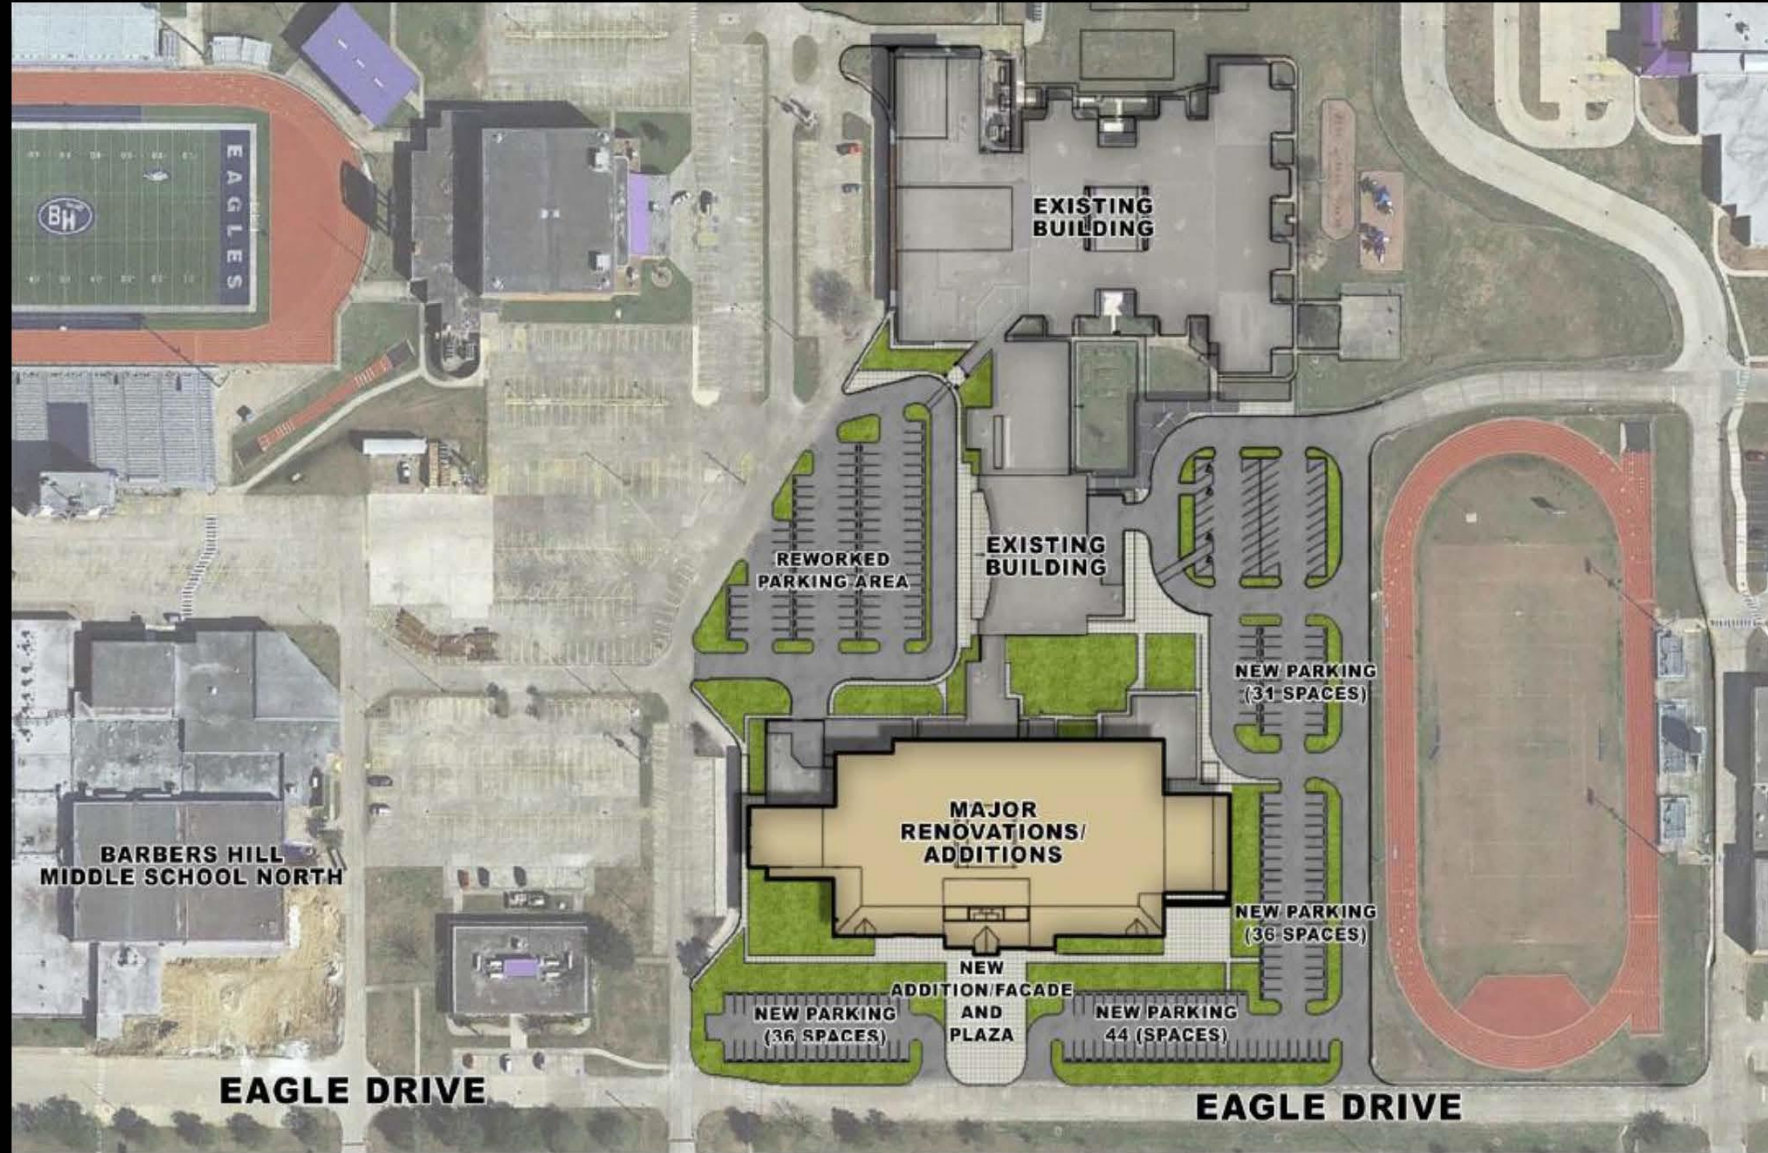 EAGLES
BH
EXISTING
BUILDING
EXISTING
BUILDING
REWORKED
PARKING AREA
NEW PARKING
(31 SPACES)
MAJOR
RENOVATIONS/
ADDITIONS
BARBERS HILL
MIDDLE SCHOOL NORTH
NEW PARKING
(36 SPACES)
NEW
ADDITION/FACADE
AND
PLAZA
NEW PARKING
(36 SPACES)
NEW PARKING
44 (SPACES)
EAGLE DRIVE
EAGLE DRIVE